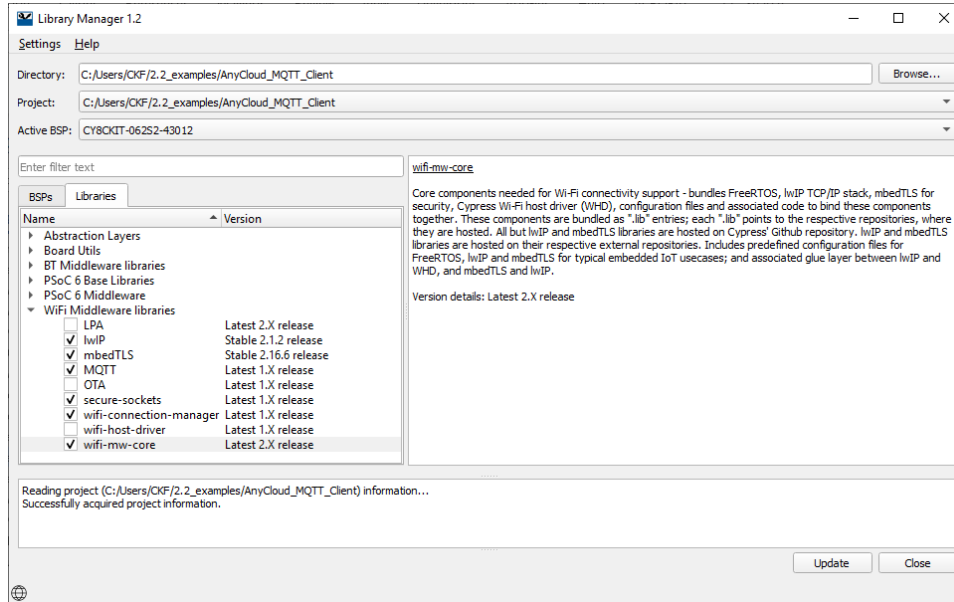 Library Manager 1.2
Settings Help
Directory: C:/Users/CKF/2.2_examples/AnyCloud_MQTT_Client Browse...
Project: C:/Users/CKF/2.2_examples/AnyCloud_MQTT_Client
Active BSP: CY8CKIT-062S2-43012
Enter filter text
BSPs Libraries
Name Version
Abstraction Layers
Board Utils
BT Middleware libraries
PSoC 6 Base Libraries
PSoC 6 Middleware
WiFi Middleware libraries
LPA Latest 2.X release
lwIP Stable 2.1.2 release
mbedTLS Stable 2.16.6 release
MQTT Latest 1.X release
OTA Latest 1.X release
secure-sockets Latest 1.X release
wifi-connection-manager Latest 1.X release
wifi-host-driver Latest 1.X release
wifi-mw-core Latest 2.X release
wifi-mw-core
Core components needed for Wi-Fi connectivity support - bundles FreeRTOS, lwIP TCP/IP stack, mbedTLS for
security, Cypress Wi-Fi host driver (WHD), configuration files and associated code to bind these components
together. These components are bundled as ".lib" entries; each ".lib" points to the respective repositories, where
they are hosted. All but lwIP and mbedTLS libraries are hosted on Cypress' Github repository. lwIP and mbedTLS
libraries are hosted on their respective external repositories. Includes predefined configuration files for
FreeRTOS, lwIP and mbedTLS for typical embedded IoT usecases; and associated glue layer between lwIP and
WHD, and mbedTLS and lwIP.
Version details: Latest 2.X release
Reading project (C:/Users/CKF/2.2_examples/AnyCloud_MQTT_Client) information...
Successfully acquired project information.
Update Close